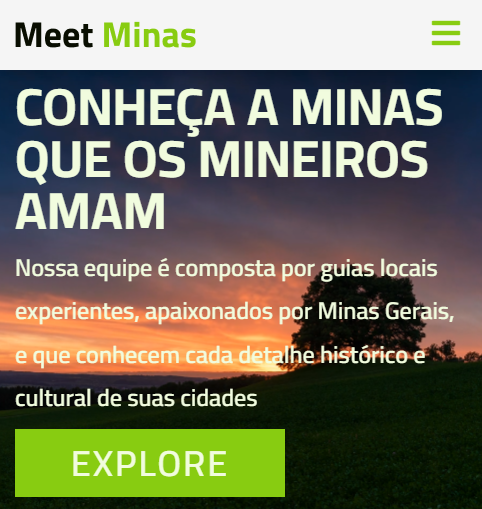 Meet Minas
CONHEÇA A MINAS
QUE OS MINEIROS
AMAM
Nossa equipe é composta por guias locais
experientes, apaixonados por Minas Gerais,
e que conhecem cada detalhe histórico e
cultural de suas cidades
EXPLORE